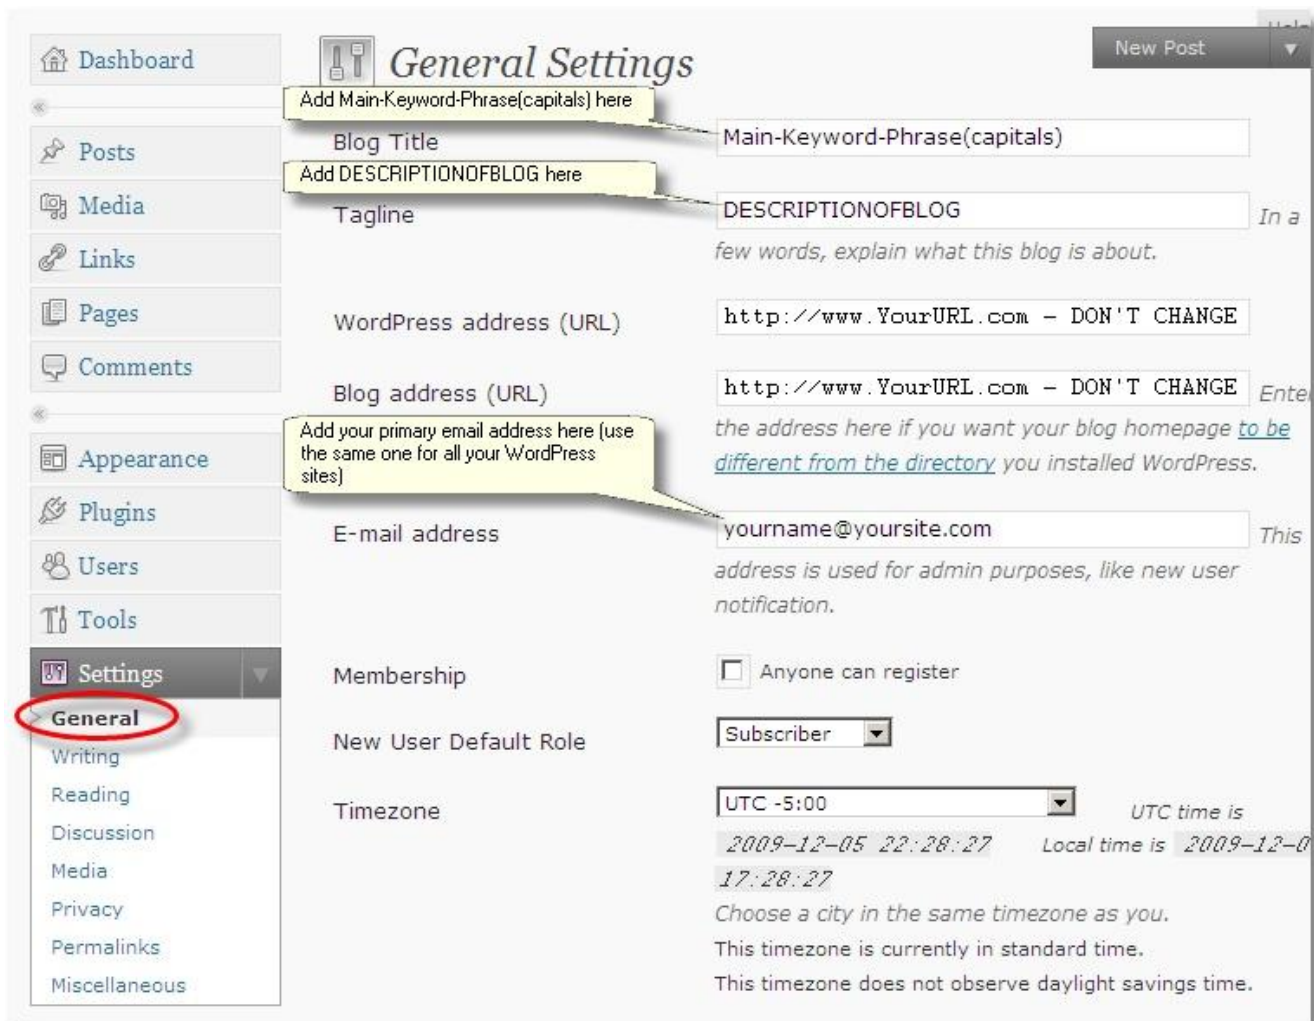 Help
New Post
Dashboard
General Settings
Add Main-Keyword-Phrase(capitals) here
Blog Title
Main-Keyword-Phrase(capitals)
Posts
Add DESCRIPTIONOFBLOG here
Media
Tagline
DESCRIPTIONOFBLOG
In a
few words, explain what this blog is about.
Links
Pages
WordPress address (URL)
http://www.YourURL.com - DON'T CHANGE
Comments
Blog address (URL)
http://www.YourURL.com - DON'T CHANGE
Enter
the address here if you want your blog homepage to be
different from the directory you installed WordPress.
Add your primary email address here (use
the same one for all your WordPress
sites)
Appearance
Plugins
E-mail address
yourname@yoursite.com
This
address is used for admin purposes, like new user
notification.
Users
Tools
Settings
Membership
Anyone can register
General
New User Default Role
Subscriber
Writing
Reading
Timezone
UTC -5:00
UTC time is
2009-12-05 22:28:27
Local time is 2009-12-0
17:28:27
Choose a city in the same timezone as you.
This timezone is currently in standard time.
This timezone does not observe daylight savings time.
Discussion
Media
Privacy
Permalinks
Miscellaneous